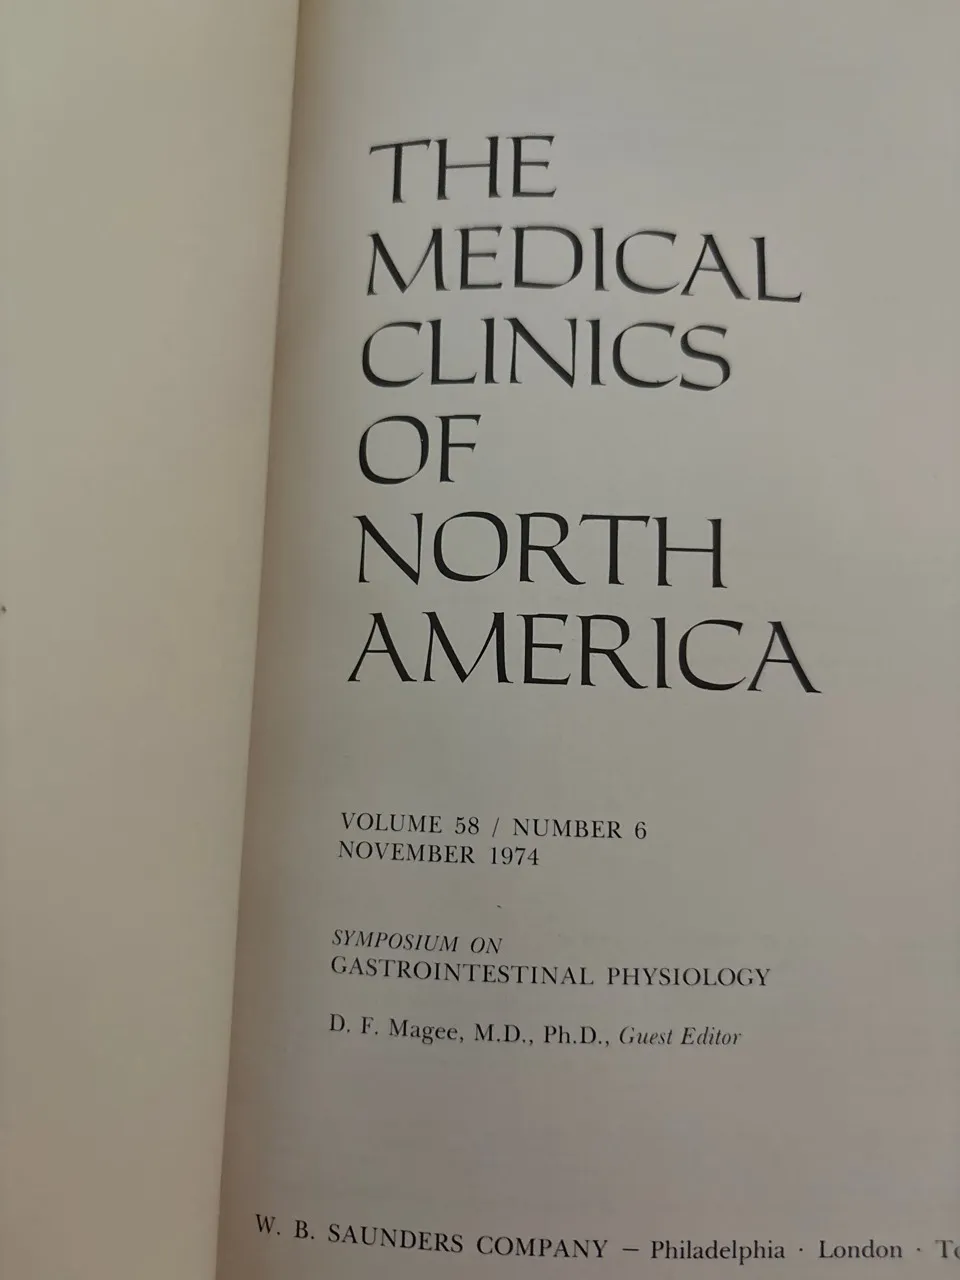 THE
MEDICAL
CLINICS
OF
NORTH
AMERICA
VOLUME 58 / NUMBER 6
NOVEMBER 1974
SYMPOSIUM ON
GASTROINTESTINAL PHYSIOLOGY
D. F. Magee, M.D., Ph.D., Guest Editor
W. B. SAUNDERS COMPANY — Philadelphia · London ·